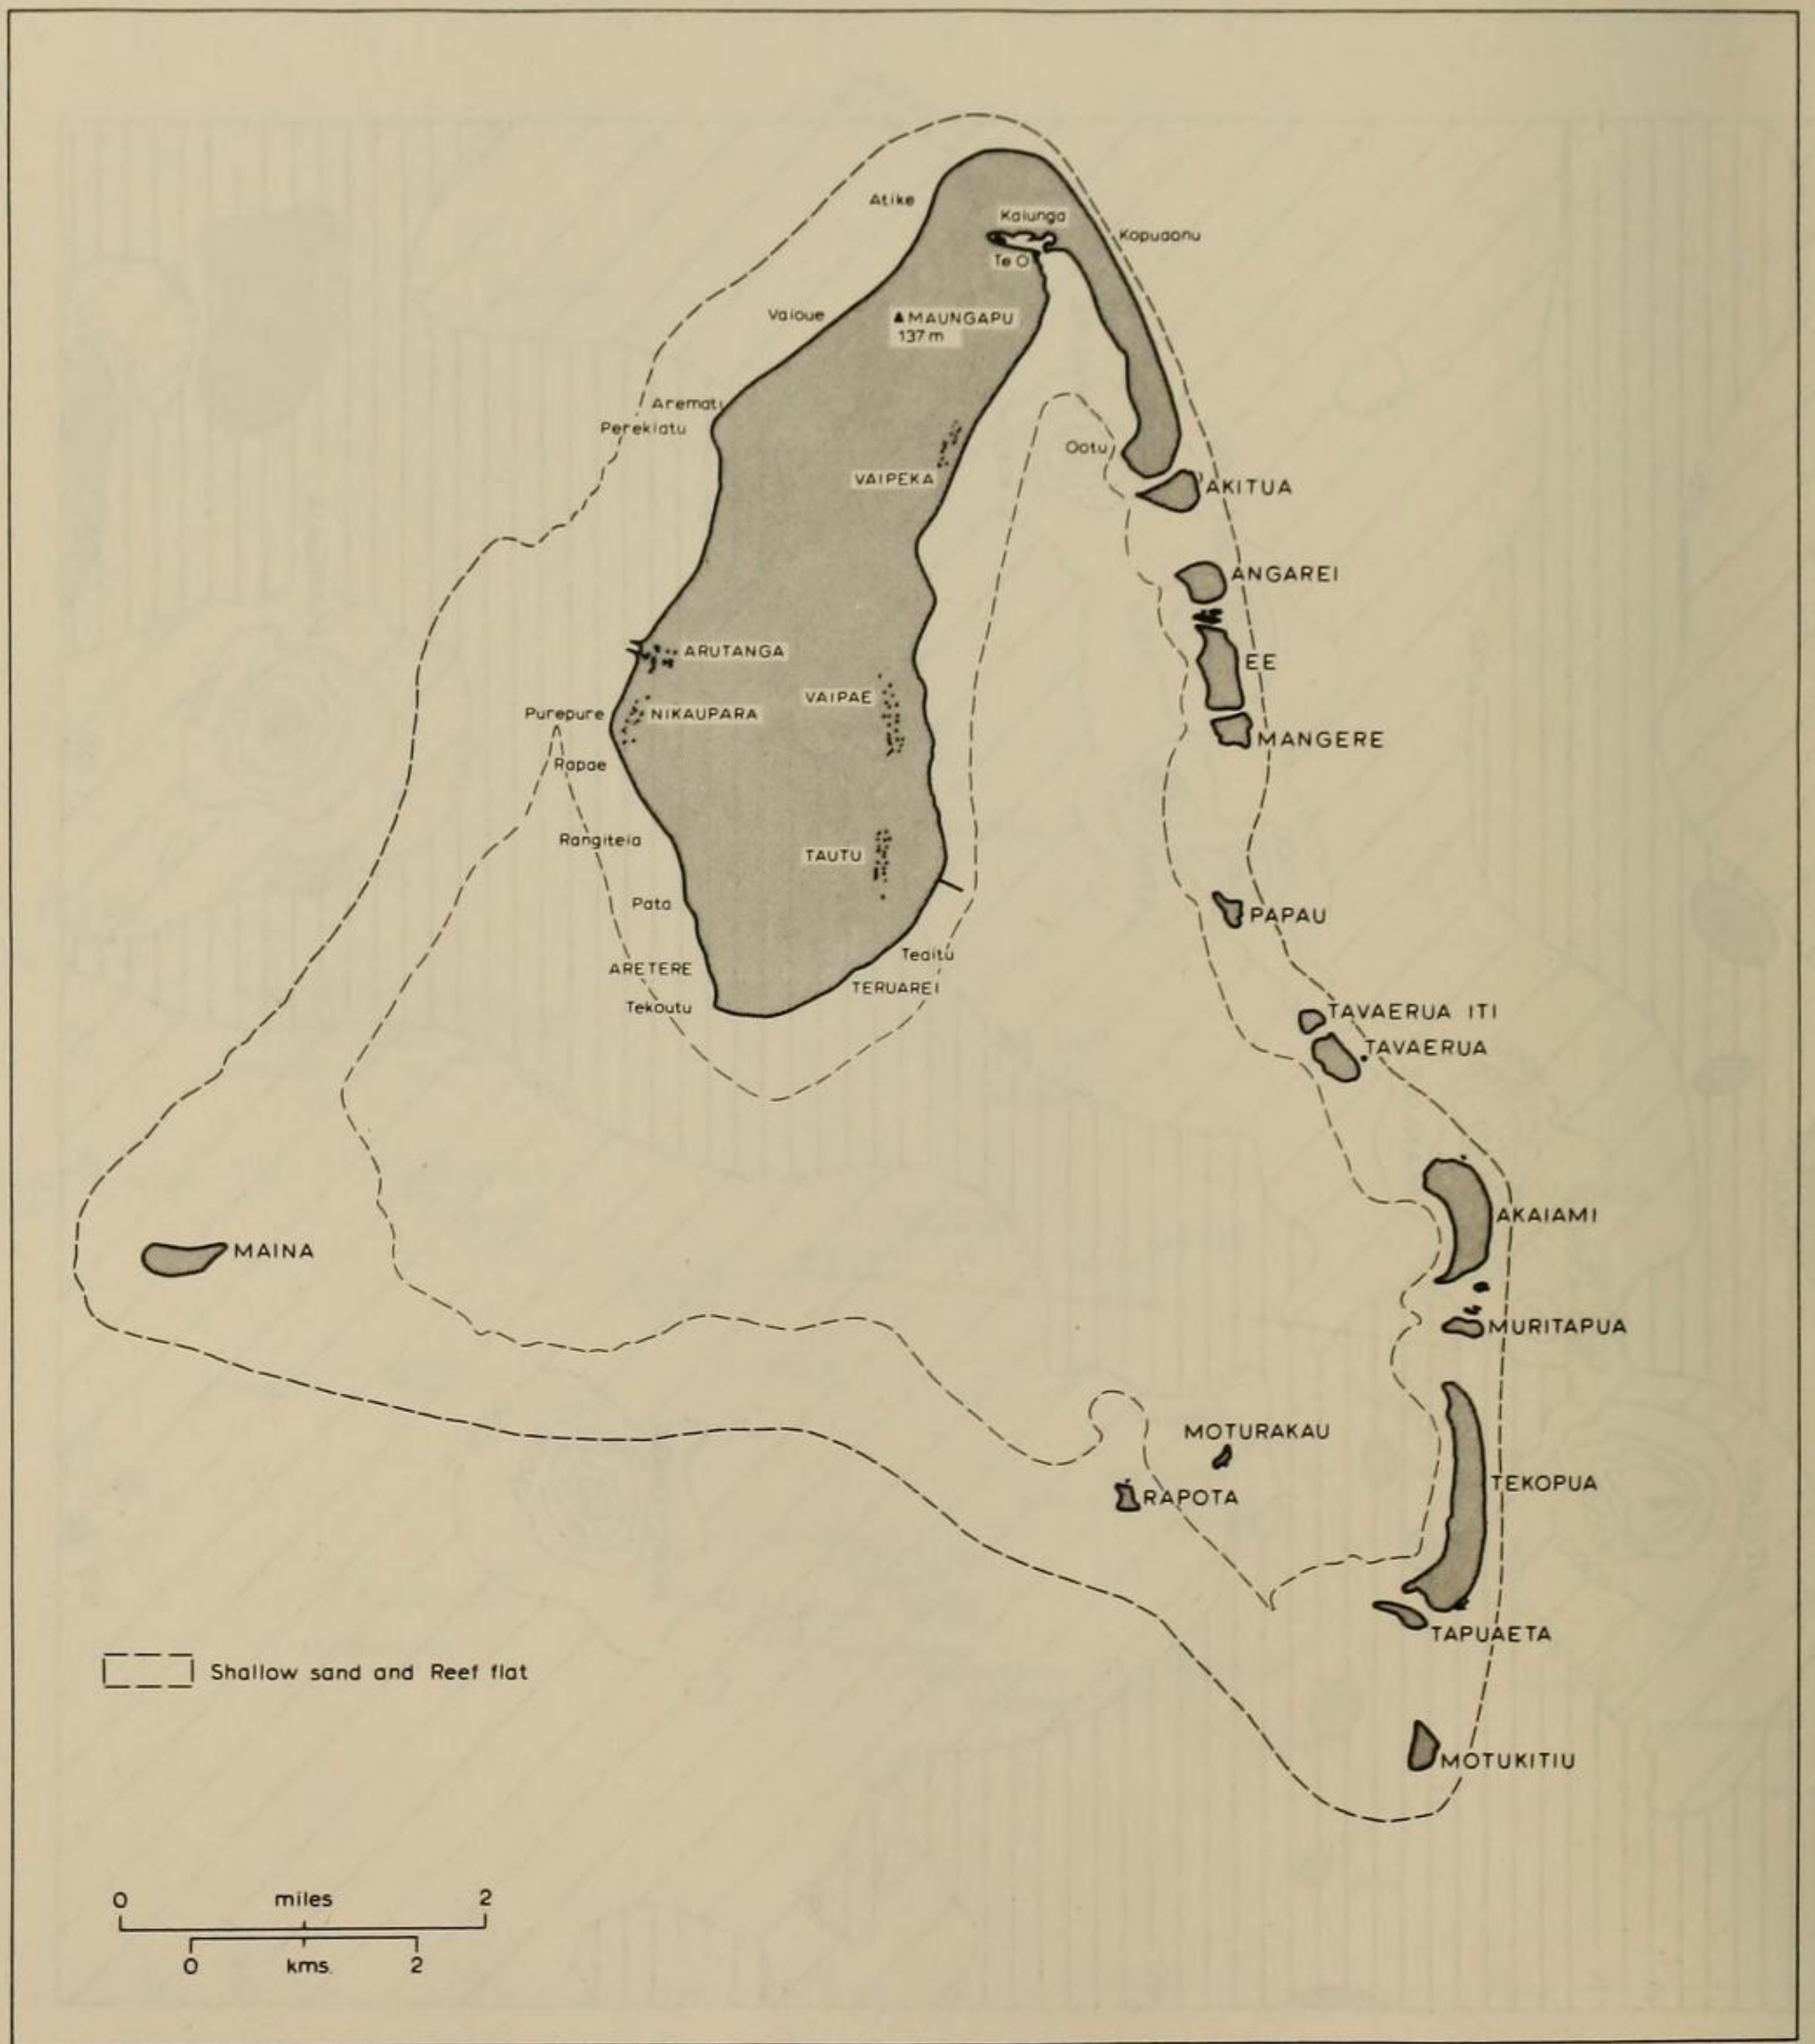 Atike
Kaiunga
Kopuaonu
Te O
Vaioue
MAUNGAPU
137 m
Aremati
Perekiatu
Ootu
VAIPEKA
AKITUA
ANGAREI
ARUTANGA
EE
VAIPAE
Purepure
NIKAUPARA
MANGERE
Rapae
Rangiteia
TAUTU
Pata
PAPAU
Teaitu
ARETERE
TERUAREI
Tekoutu
TAVAERUA ITI
TAVAERUA
AKAIAMI
MAINA
MURITAPUA
MOTURAKAU
TEKOPUA
RAPOTA
TAPUAETA
Shallow sand and Reef flat
MOTUKITIU
0 miles 2
0 kms. 2